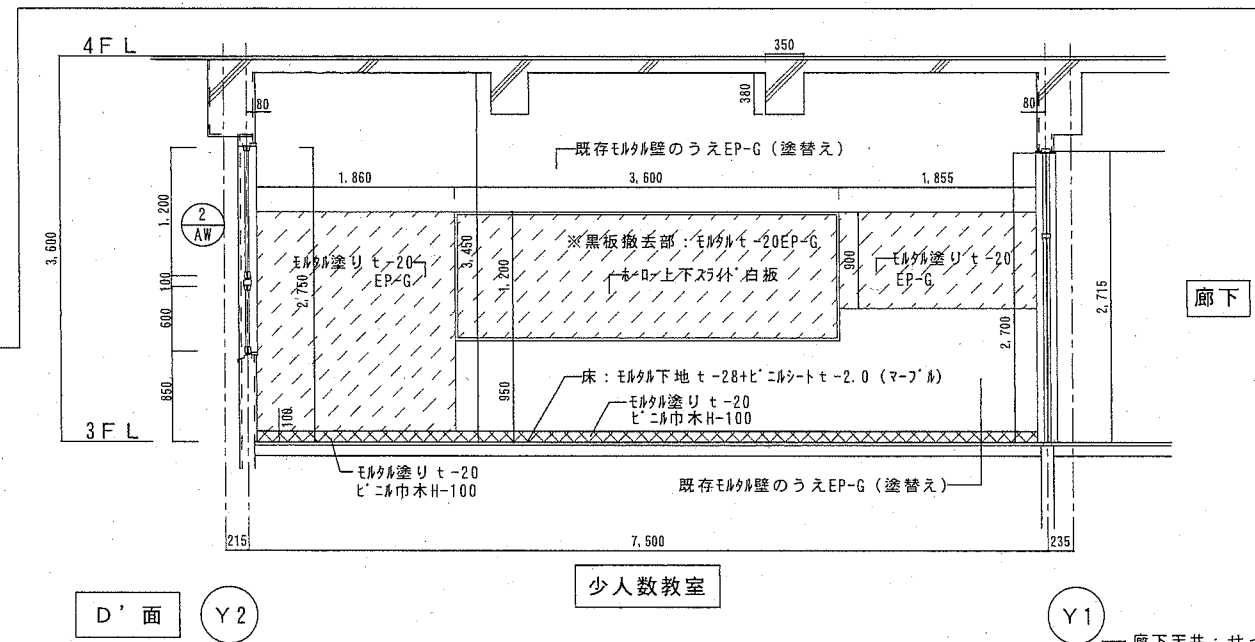 4FL
350
80
380
80
既存モルタル壁のうえEP-G（塗替え）
1,860
3,600
1,855
1,200
2
AW
3,600
※黒板撤去部：モルタルt-20EP-G
モルタル塗り t-20
EP-G
3,450
1,200
ホーロー上下スライド白板
900
モルタル塗り t-20
EP-G
2,750
100
600
850
2,700
2,715
廊下
床：モルタル下地 t-28+ビニルシート t-2.0（マーブル）
950
モルタル塗り t-20
ビニル巾木H-100
100
3FL
モルタル塗り t-20
ビニル巾木H-100
既存モルタル壁のうえEP-G（塗替え）
215
7,500
235
少人数教室
D'面
Y2
Y1